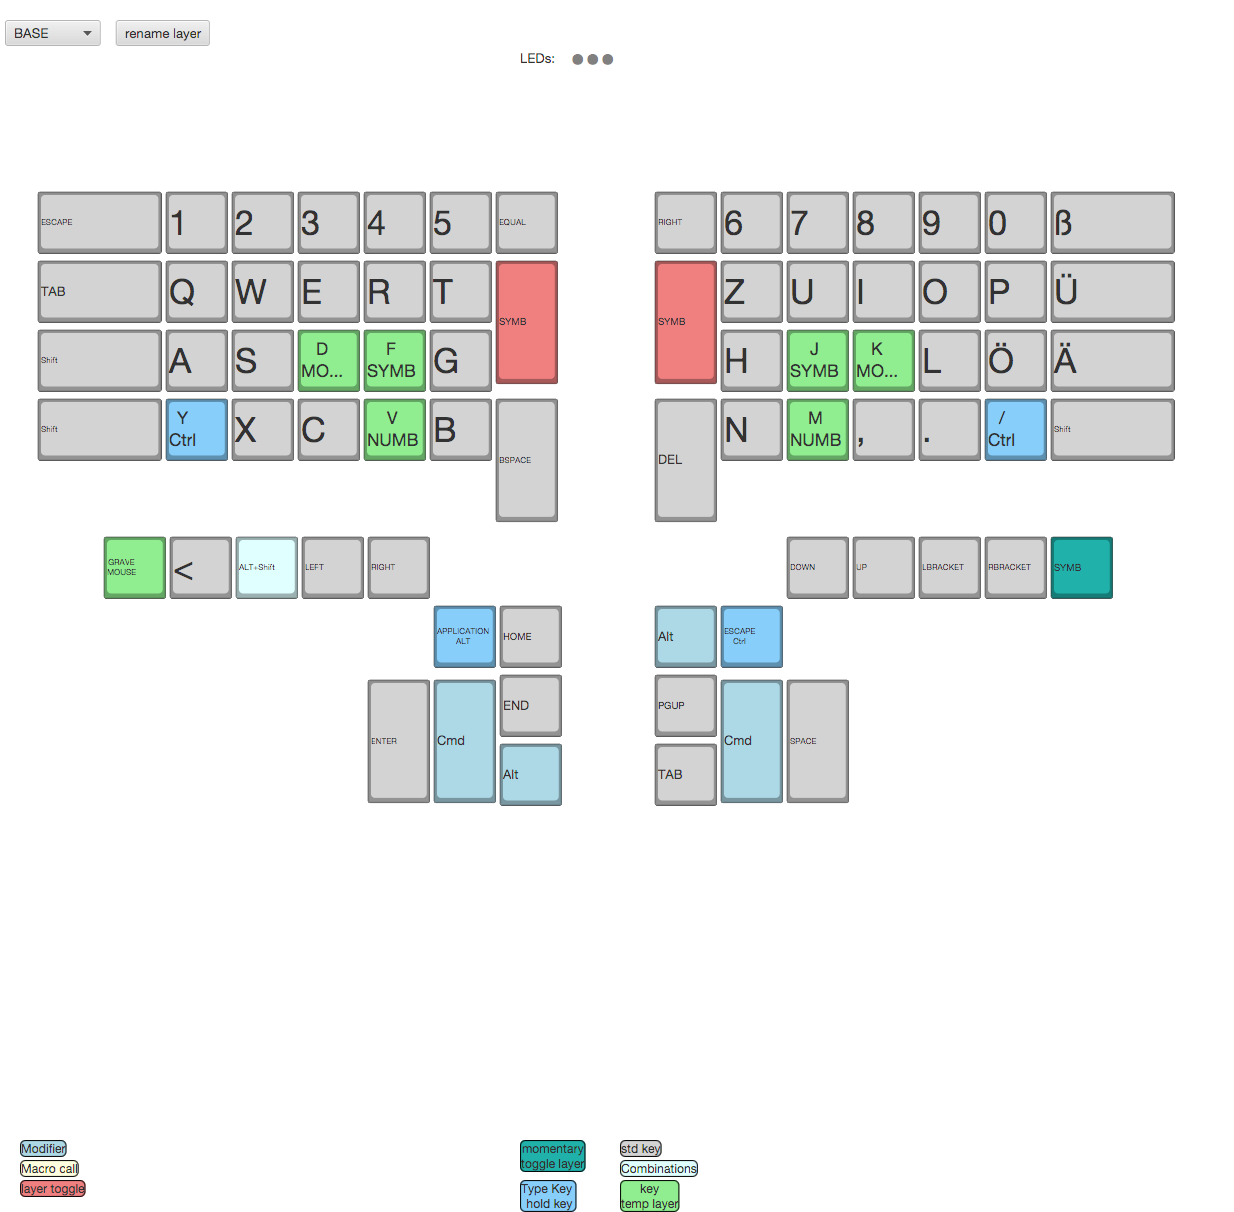 BASE
rename layer
LEDs:
ESCAPE 1 2 3 4 5 EQUAL RIGHT 6 7 8 9 0 ß
TAB Q W E R T SYMB SYMB Z U I O P Ü
Shift A S D F G H J K L Ö Ä
MO... SYMB SYMB MO...
Shift Y X C V B BSPACE DEL N M , . / Shift
Ctrl NUMB NUMB Ctrl
GRAVE < ALT+Shift LEFT RIGHT DOWN UP LBRACKET RBRACKET SYMB
MOUSE
APPLICATION HOME Alt ESCAPE
ALT Ctrl
END PGUP
ENTER Cmd Cmd SPACE
Alt TAB
Modifier
Macro call
layer toggle
momentary
toggle layer
Type Key
hold key
std key
Combinations
key
temp layer